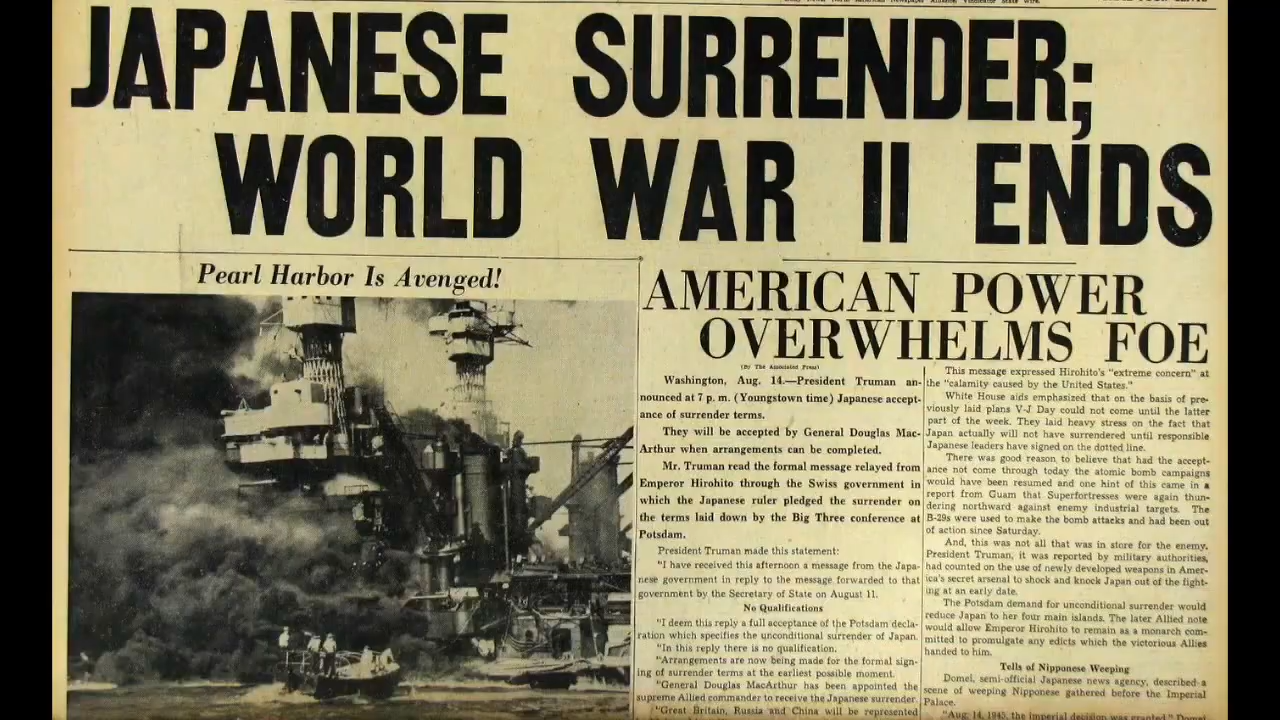 JAPANESE SURRENDER;
WORLD WAR II ENDS
Pearl Harbor Is Avenged!
AMERICAN POWER
OVERWHELMS FOE
(By The Associated Press)
Washington, Aug. 14.—President Truman an-
nounced at 7 p. m. (Youngstown time) Japanese accept-
ance of surrender terms.
They will be accepted by General Douglas Mac-
Arthur when arrangements can be completed.
Mr. Truman read the formal message relayed from
Emperor Hirohito through the Swiss government in
which the Japanese ruler pledged the surrender on
the terms laid down by the Big Three conference at
Potsdam.
President Truman made this statement:
"I have received this afternoon a message from the Japa-
nese government in reply to the message forwarded to that
government by the Secretary of State on August 11.
No Qualifications
"I deem this reply a full acceptance of the Potsdam decla-
ration which specifies the unconditional surrender of Japan.
"In this reply there is no qualification.
"Arrangements are now being made for the formal sign-
ing of surrender terms at the earliest possible moment.
"General Douglas MacArthur has been appointed the
supreme Allied commander to receive the Japanese surrender.
"Great Britain, Russia and China will be represented
This message expressed Hirohito's "extreme concern" at
the "calamity caused by the United States."
White House aids emphasized that on the basis of pre-
viously laid plans V-J Day could not come until the latter
part of the week. They laid heavy stress on the fact that
Japan actually will not have surrendered until responsible
Japanese leaders have signed on the dotted line.
There was good reason to believe that had the accept-
ance not come through today the atomic bomb campaigns
would have been resumed and one hint of this came in a
report from Guam that Superfortresses were again thun-
dering northward against enemy industrial targets. The
B-29s were used to make the bomb attacks and had been out
of action since Saturday.
And, this was not all that was in store for the enemy.
President Truman, it was reported by military authorities,
had counted on the use of newly developed weapons in Amer-
ica's secret arsenal to shock and knock Japan out of the fight-
ing at an early date.
The Potsdam demand for unconditional surrender would
reduce Japan to her four main islands. The later Allied note
would allow Emperor Hirohito to remain as a monarch com-
mitted to promulgate any edicts which the victorious Allies
handed to him.
Tells of Nipponese Weeping
Domei, semi-official Japanese news agency, described a
scene of weeping Nipponese gathered before the Imperial
Palace.
"Aug. 14, 1945, the imperial decision was granted," Domei